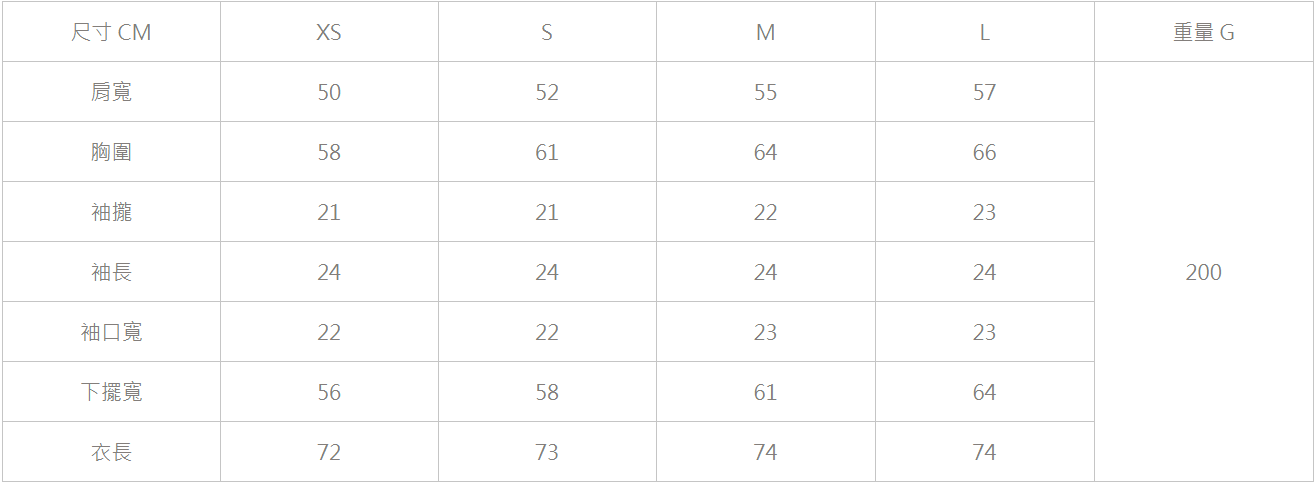 尺寸 CM XS S M L 重量 G
肩寬 50 52 55 57
胸圍 58 61 64 66
袖攏 21 21 22 23
袖長 24 24 24 24 200
袖口寬 22 22 23 23
下擺寬 56 58 61 64
衣長 72 73 74 74